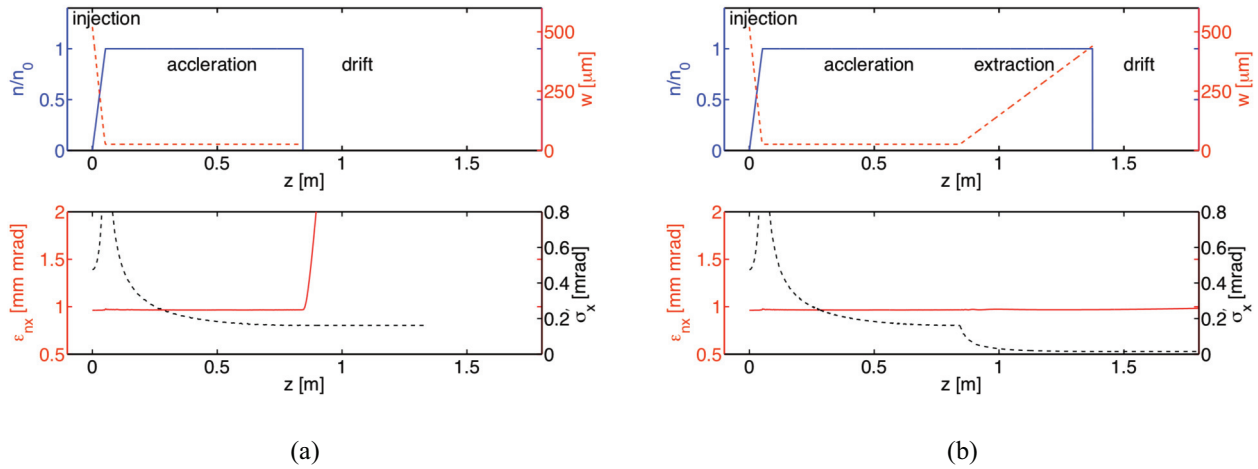 injection
accleration
drift
n/n0
w [μm]
1
0.5
0
500
250
0
0 0.5 1 1.5
z [m]
εnx [mm mrad]
σx' [mrad]
2
1.5
1
0.5
0.8
0.6
0.4
0.2
0
0 0.5 1 1.5
z [m]
(a)
injection
accleration
extraction
drift
n/n0
w [μm]
1
0.5
0
500
250
0
0 0.5 1 1.5
z [m]
εnx [mm mrad]
σx' [mrad]
2
1.5
1
0.5
0.8
0.6
0.4
0.2
0
0 0.5 1 1.5
z [m]
(b)